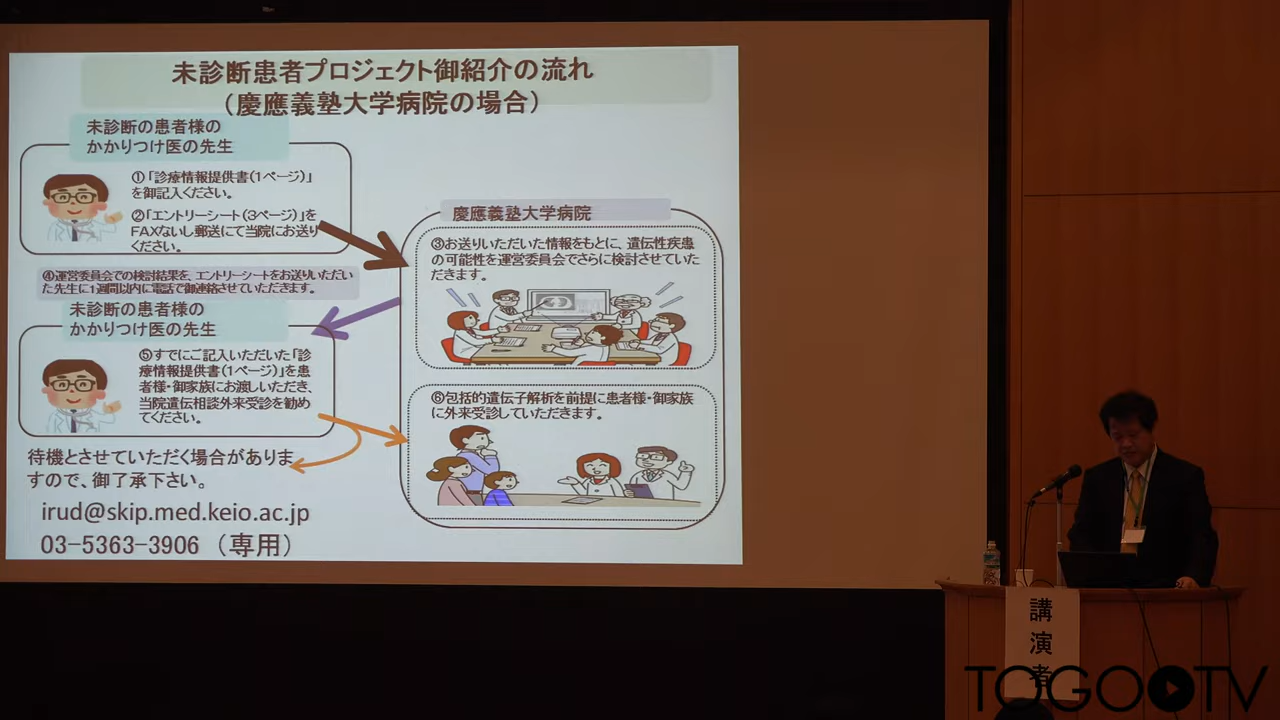 未診断患者プロジェクト御紹介の流れ
（慶應義塾大学病院の場合）
未診断の患者様の
かかりつけ医の先生
①「診療情報提供書（1ページ）」
を御記入ください。
②「エントリーシート（3ページ）」を
FAXないし郵送にて当院にお送り
ください。
慶應義塾大学病院
③お送りいただいた情報をもとに、遺伝性疾患
の可能性を運営委員会でさらに検討させていた
だきます。
④運営委員会での検討結果を、エントリーシートをお送りいただい
た先生に1週間以内に電話で御連絡させていただきます。
未診断の患者様の
かかりつけ医の先生
⑤すでにご記入いただいた「診
療情報提供書（1ページ）」を患
者様・御家族にお渡しいただき、
当院遺伝相談外来受診を勧め
てください。
⑥包括的遺伝子解析を前提に患者様・御家族
に外来受診していただきます。
待機とさせていただく場合がありま
すので、御了承下さい。
irud@skip.med.keio.ac.jp
03-5363-3906 （専用）
講演者
TOGOTV